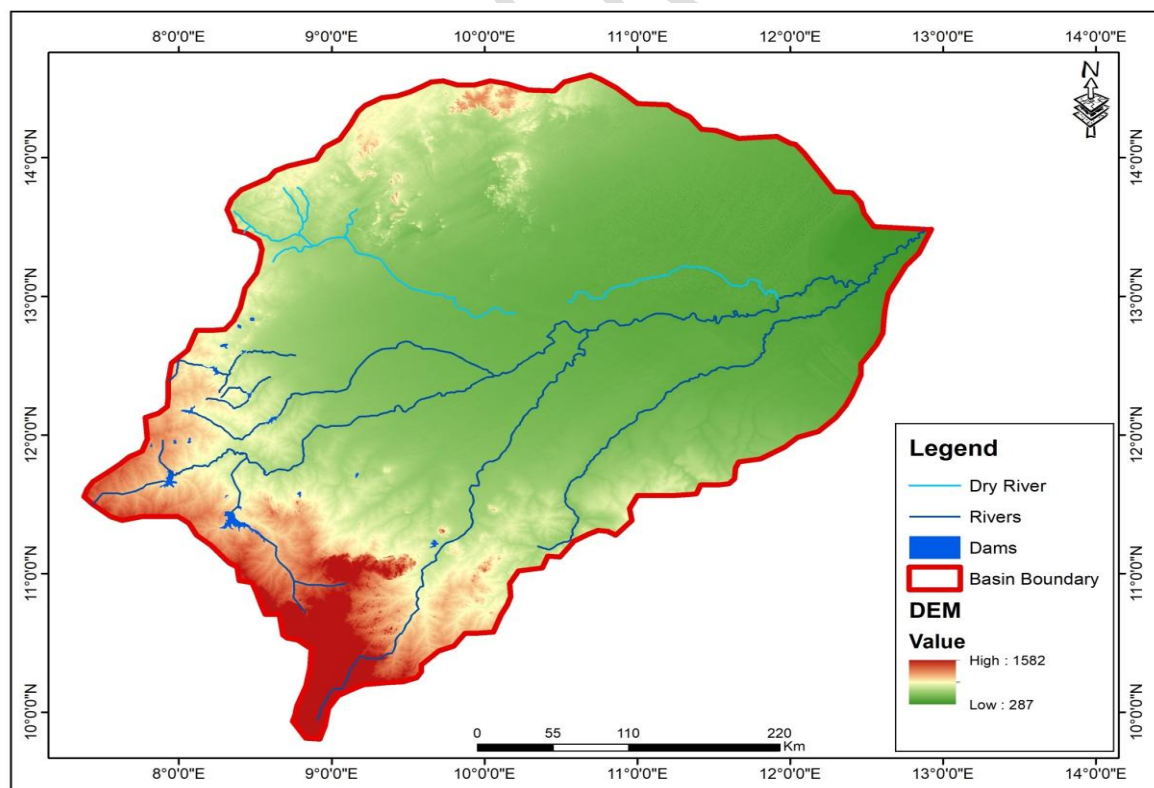 8°0'0"E 9°0'0"E 10°0'0"E 11°0'0"E 12°0'0"E 13°0'0"E 14°0'0"E
N
14°0'0"N 14°0'0"N
13°0'0"N 13°0'0"N
12°0'0"N 12°0'0"N
Legend
Dry River
Rivers
Dams
Basin Boundary
11°0'0"N 11°0'0"N
DEM
Value
High : 1582
Low : 287
10°0'0"N 10°0'0"N
0 55 110 220
Km
8°0'0"E 9°0'0"E 10°0'0"E 11°0'0"E 12°0'0"E 13°0'0"E 14°0'0"E